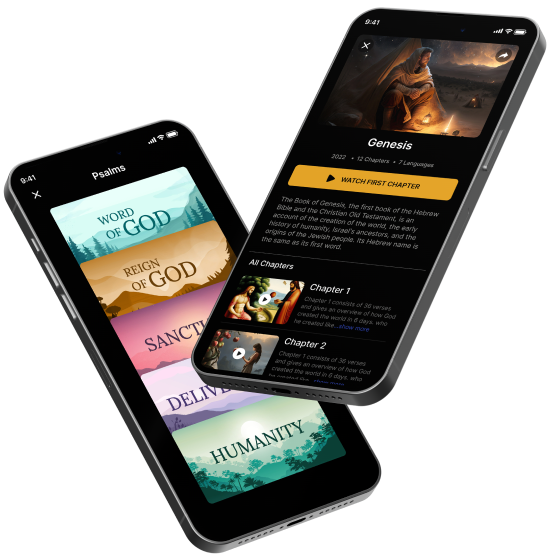 9:41
Psalms
WORD
OF GOD
REIGN
OF GOD
SANCTU
DELIVE
HUMANITY
9:41
Genesis
2022 • 12 Chapters • 7 Languages
WATCH FIRST CHAPTER
The Book of Genesis, the first book of the Hebrew
Bible and the Christian Old Testament, is an
account of the creation of the world, the early
history of humanity, Israel's ancestors, and the
origins of the Jewish people. Its Hebrew name is
the same as its first word.
All Chapters
Chapter 1
Chapter 1 consists of 36 verses
and gives an overview of how God
created the world in 6 days. who
he created like...show more
Chapter 2
Chapter 1 consists of 36 verses
and gives an overview of how God
created the world in 6 days. who
he created like...show more